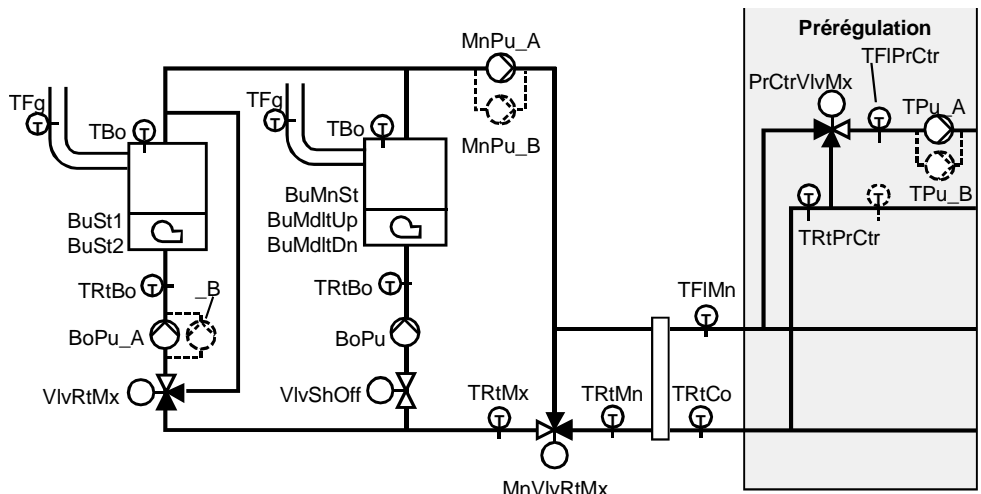 MnPu_A
Prérégulation
TFlPrCtr
PrCtrVlvMx
TFg
TBo
TFg
TBo
TPu_A
MnPu_B
BuSt1
BuSt2
BuMnSt
BuMdltUp
BuMdltDn
TPu_B
TRtPrCtr
TRtBo
_B
TRtBo
TFlMn
BoPu_A
BoPu
VlvRtMx
VlvShOff
TRtMx
TRtMn
TRtCo
MnVlvRtMx
T
T
T
T
T
T
T
T
T
T
T
T
T
T